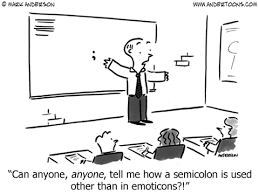 © MARK ANDERSON WWW.ANDERTOONS.COM
;
ANDERSON
"Can anyone, anyone, tell me how a semicolon is used
other than in emoticons?!"